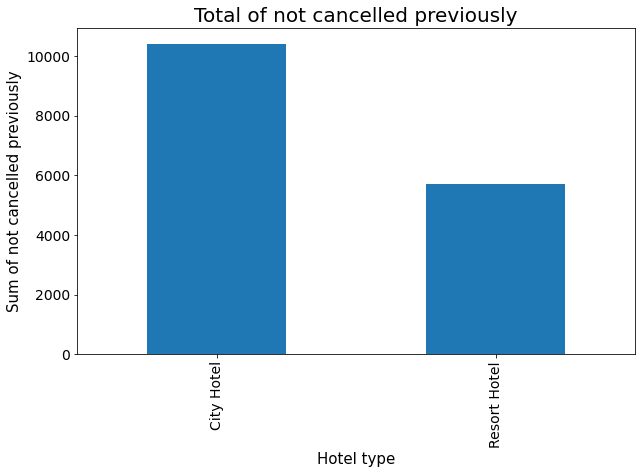 Total of not cancelled previously
Sum of not cancelled previously
10000
8000
6000
4000
2000
0
City Hotel
Resort Hotel
Hotel type